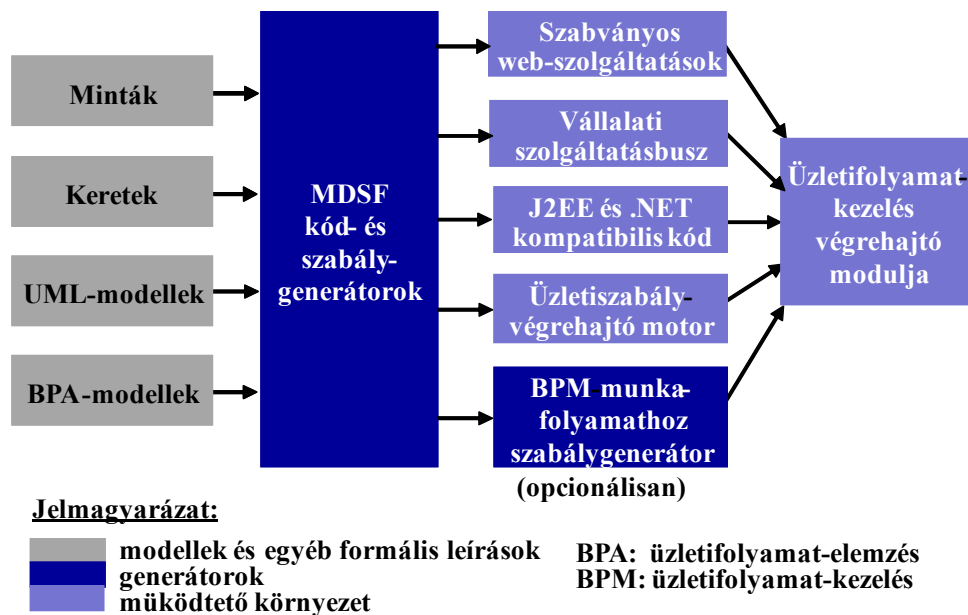 Minták
Keretek
UML-modellek
BPA-modellek
MDSF
kód- és
szabály-
generátorok
Szabványos
web-szolgáltatások
Vállalati
szolgáltatásbusz
J2EE és .NET
kompatibilis kód
Üzletiszabály-
végrehajtó motor
BPM-munka-
folyamathoz
szabálygenerátor
(opcionálisan)
Üzletifolyamat-
kezelés
végrehajtó
modulja
Jelmagyarázat:
modellek és egyéb formális leírások
generátorok
müködtető környezet
BPA: üzletifolyamat-elemzés
BPM: üzletifolyamat-kezelés